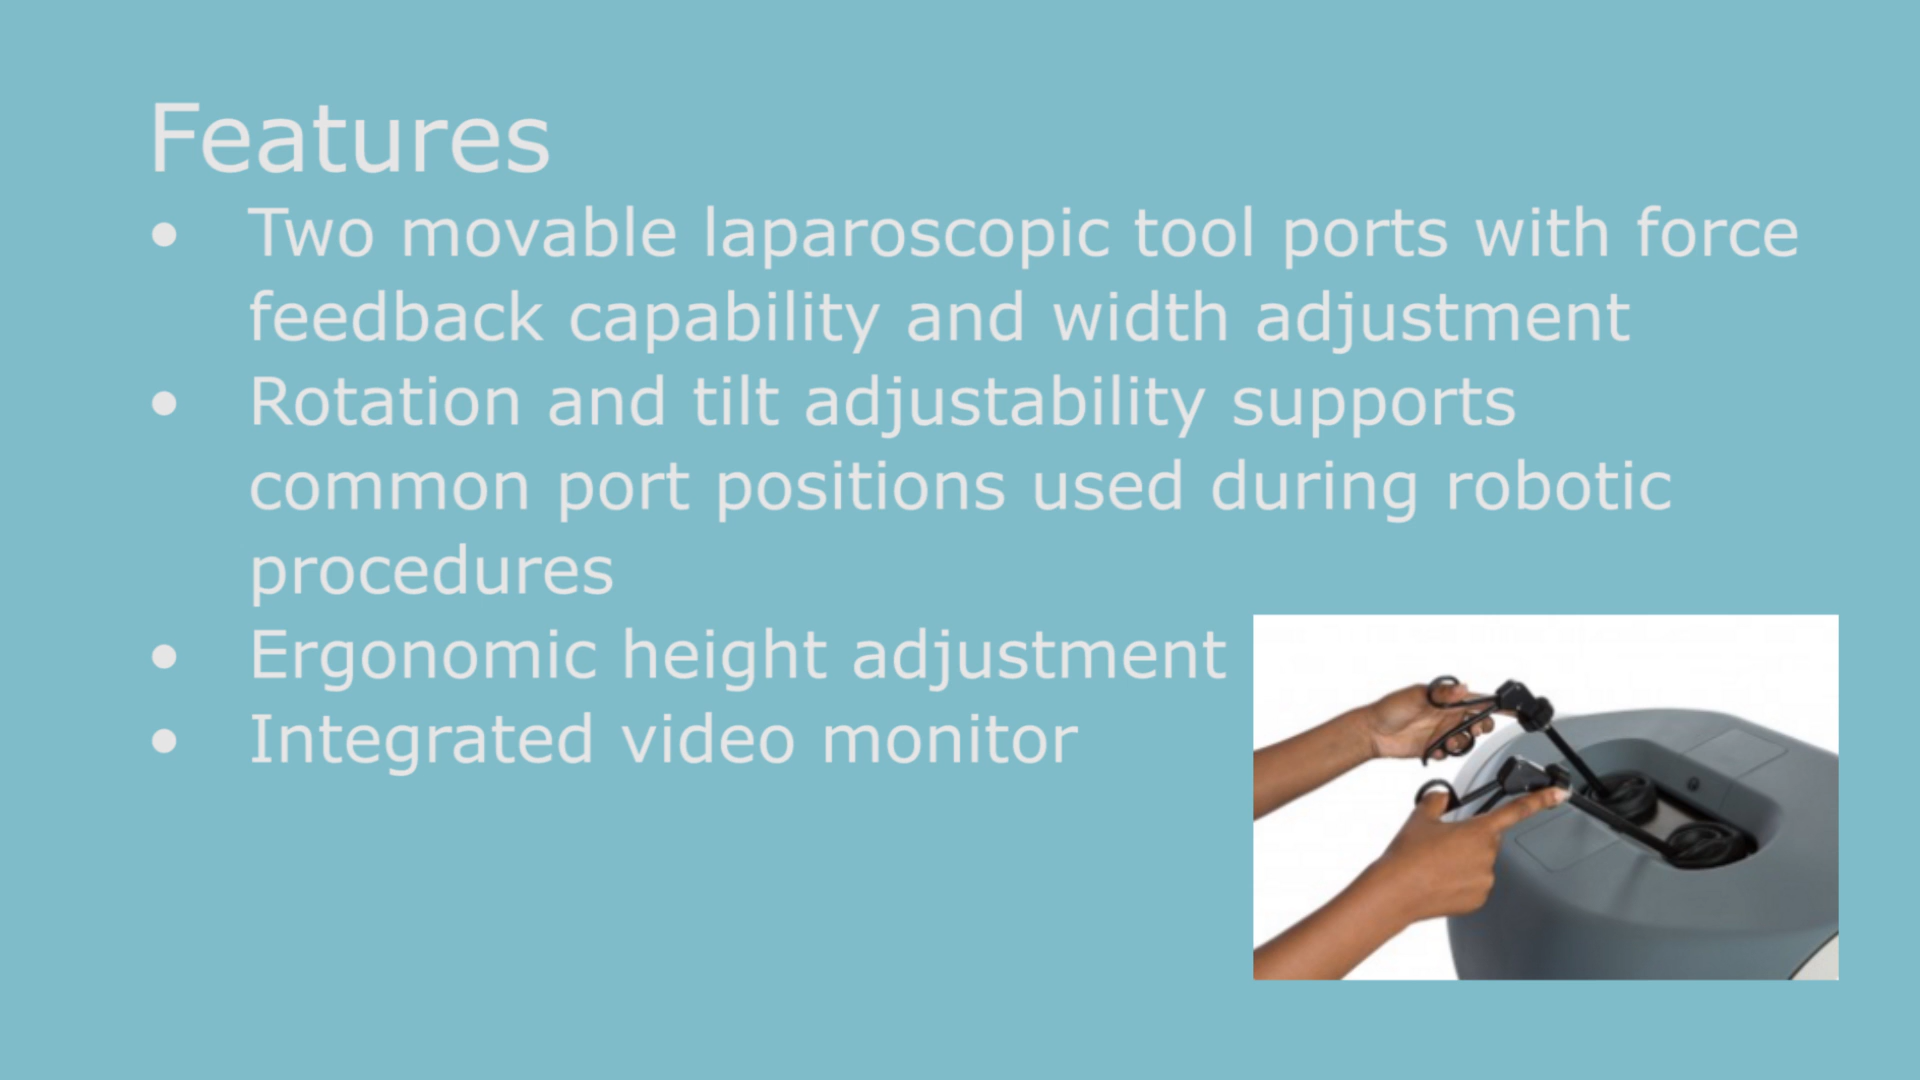 Features
• Two movable laparoscopic tool ports with force
feedback capability and width adjustment
• Rotation and tilt adjustability supports
common port positions used during robotic
procedures
• Ergonomic height adjustment
• Integrated video monitor